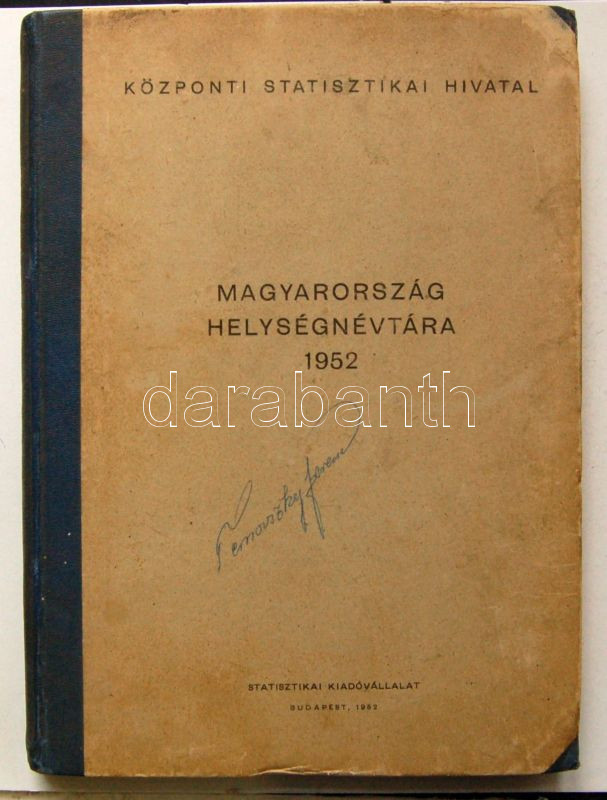 KÖZPONTI STATISZTIKAI HIVATAL
MAGYARORSZÁG
HELYSÉGNÉVTÁRA
1952
darabanth
STATISZTIKAI KIADÓVÁLLALAT
BUDAPEST, 1952